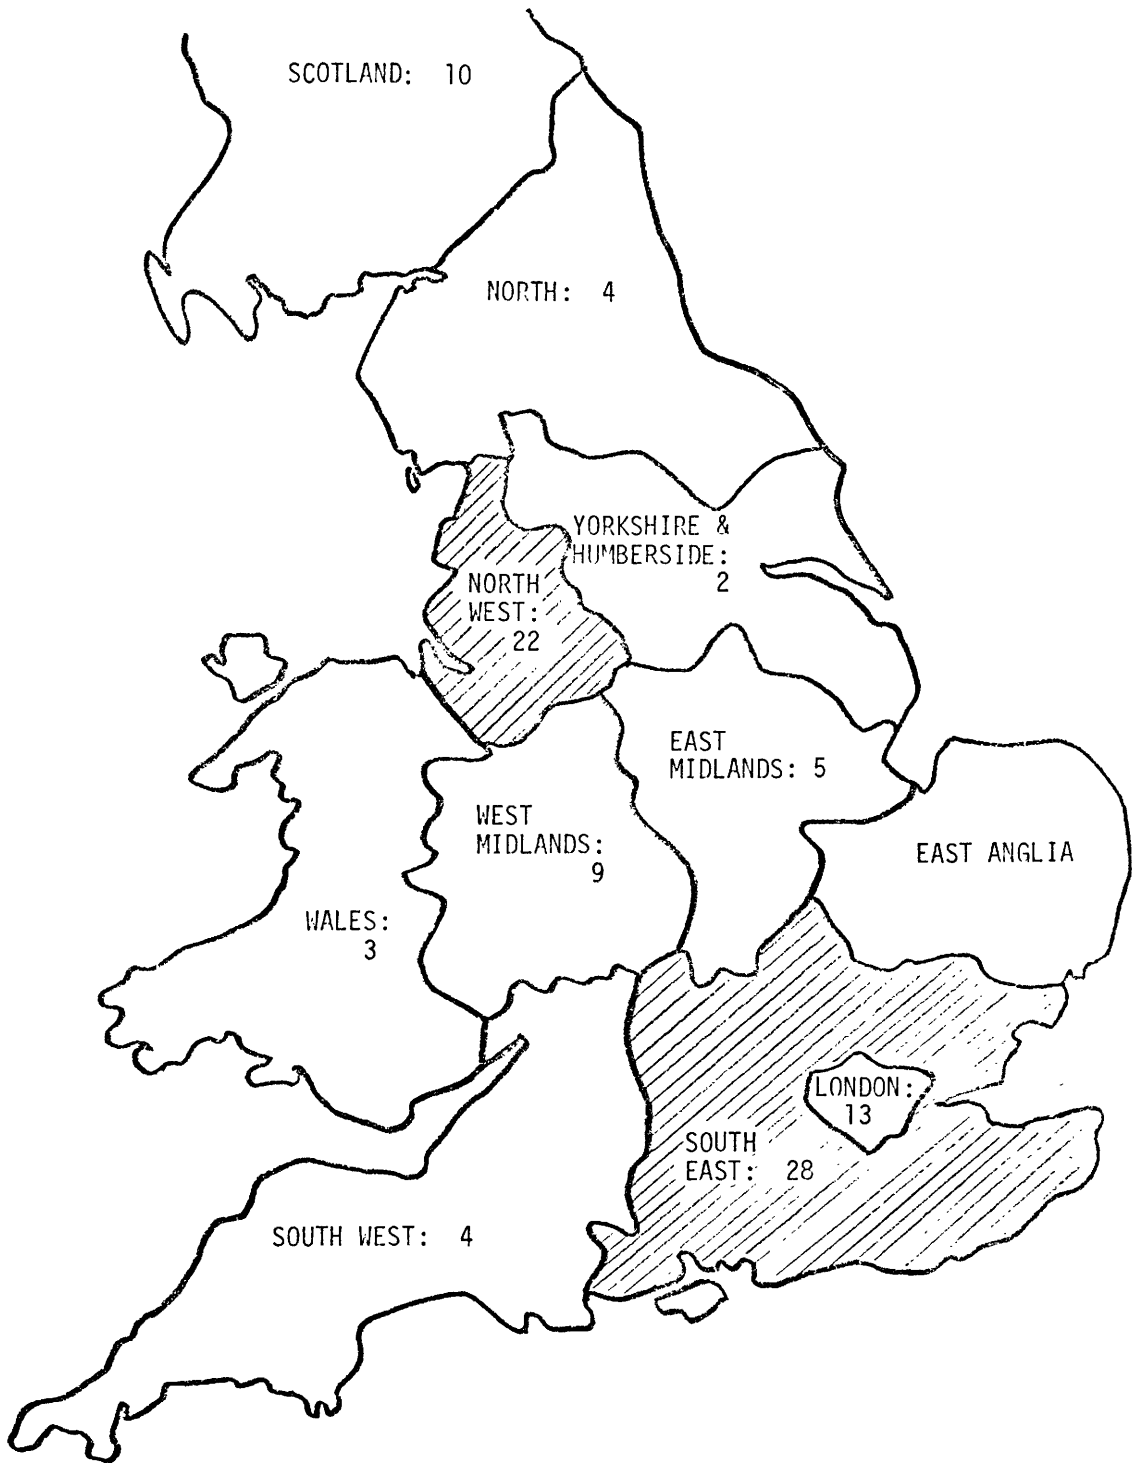 SCOTLAND: 10
NORTH: 4
YORKSHIRE &
HUMBERSIDE:
2
NORTH
WEST:
22
EAST
MIDLANDS: 5
WEST
MIDLANDS:
9
EAST ANGLIA
WALES:
3
LONDON:
13
SOUTH
EAST: 28
SOUTH WEST: 4